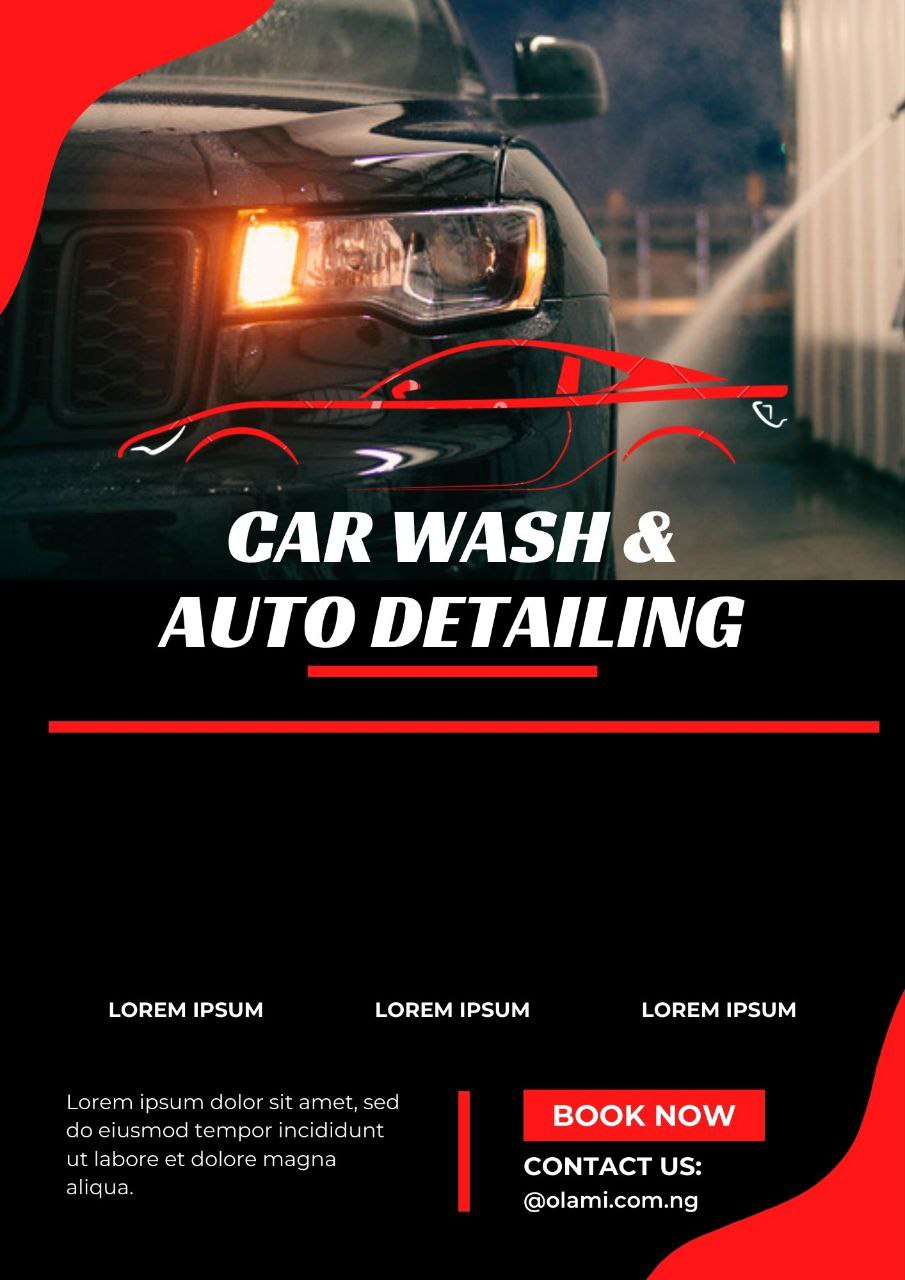 CAR WASH &
AUTO DETAILING
LOREM IPSUM
LOREM IPSUM
LOREM IPSUM
Lorem ipsum dolor sit amet, sed
do eiusmod tempor incididunt
ut labore et dolore magna
aliqua.
BOOK NOW
CONTACT US:
@olami.com.ng